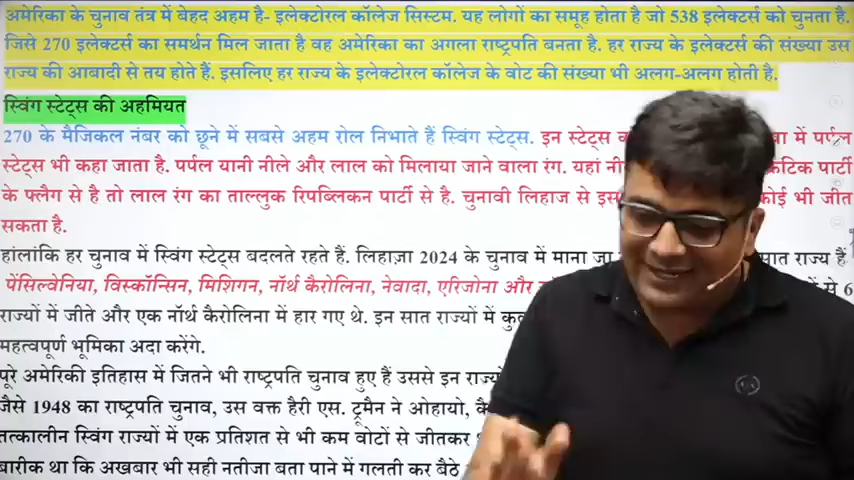 अमेरिका के चुनाव तंत्र में बेहद अहम है- इलेक्टोरल कॉलेज सिस्टम. यह लोगों का समूह होता है जो 538 इलेक्टर्स को चुनता है.
जिसे 270 इलेक्टर्स का समर्थन मिल जाता है वह अमेरिका का अगला राष्ट्रपति बनता है. हर राज्य के इलेक्टर्स की संख्या उस
राज्य की आबादी से तय होते हैं. इसलिए हर राज्य के इलेक्टोरल कॉलेज के वोट की संख्या भी अलग-अलग होती है.
स्विंग स्टेट्स की अहमियत
270 के मैजिकल नंबर को छूने में सबसे अहम रोल निभाते हैं स्विंग स्टेट्स. इन स्टेट्स में पर्पल
स्टेट्स भी कहा जाता है. पर्पल यानी नीले और लाल को मिलाया जाने वाला रंग. यहां पार्टी
के फ्लैग से है तो लाल रंग का ताल्लुक रिपब्लिकन पार्टी से है. चुनावी लिहाज से कोई भी जीत
सकता है.
हांलांकि हर चुनाव में स्विंग स्टेट्स बदलते रहते हैं. लिहाज़ा 2024 के चुनाव में माना राज्य हैं
पेंसिल्वेनिया, विस्कॉन्सिन, मिशिगन, नॉर्थ कैरोलिना, नेवादा, एरिजोना और से 6
राज्यों में जीते और एक नॉर्थ कैरोलिना में हार गए थे. इन सात राज्यों में
महत्वपूर्ण भूमिका अदा करेंगे.
पूरे अमेरिकी इतिहास में जितने भी राष्ट्रपति चुनाव हुए हैं उससे इन
जैसे 1948 का राष्ट्रपति चुनाव, उस वक्त हैरी एस. ट्रूमैन ने ओहायो,
तत्कालीन स्विंग राज्यों में एक प्रतिशत से भी कम वोटों से जीतकर
बारीक था कि अखबार भी सही नतीजा बता पाने में गलती कर बैठे